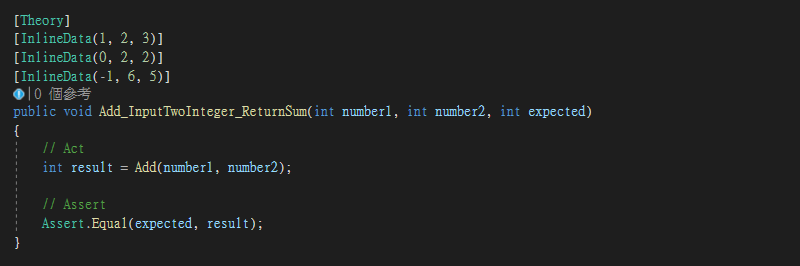 [Theory]
[InlineData(1, 2, 3)]
[InlineData(0, 2, 2)]
[InlineData(-1, 6, 5)]
|0 個參考
public void Add_InputTwoInteger_ReturnSum(int number1, int number2, int expected)
{
// Act
int result = Add(number1, number2);
// Assert
Assert.Equal(expected, result);
}